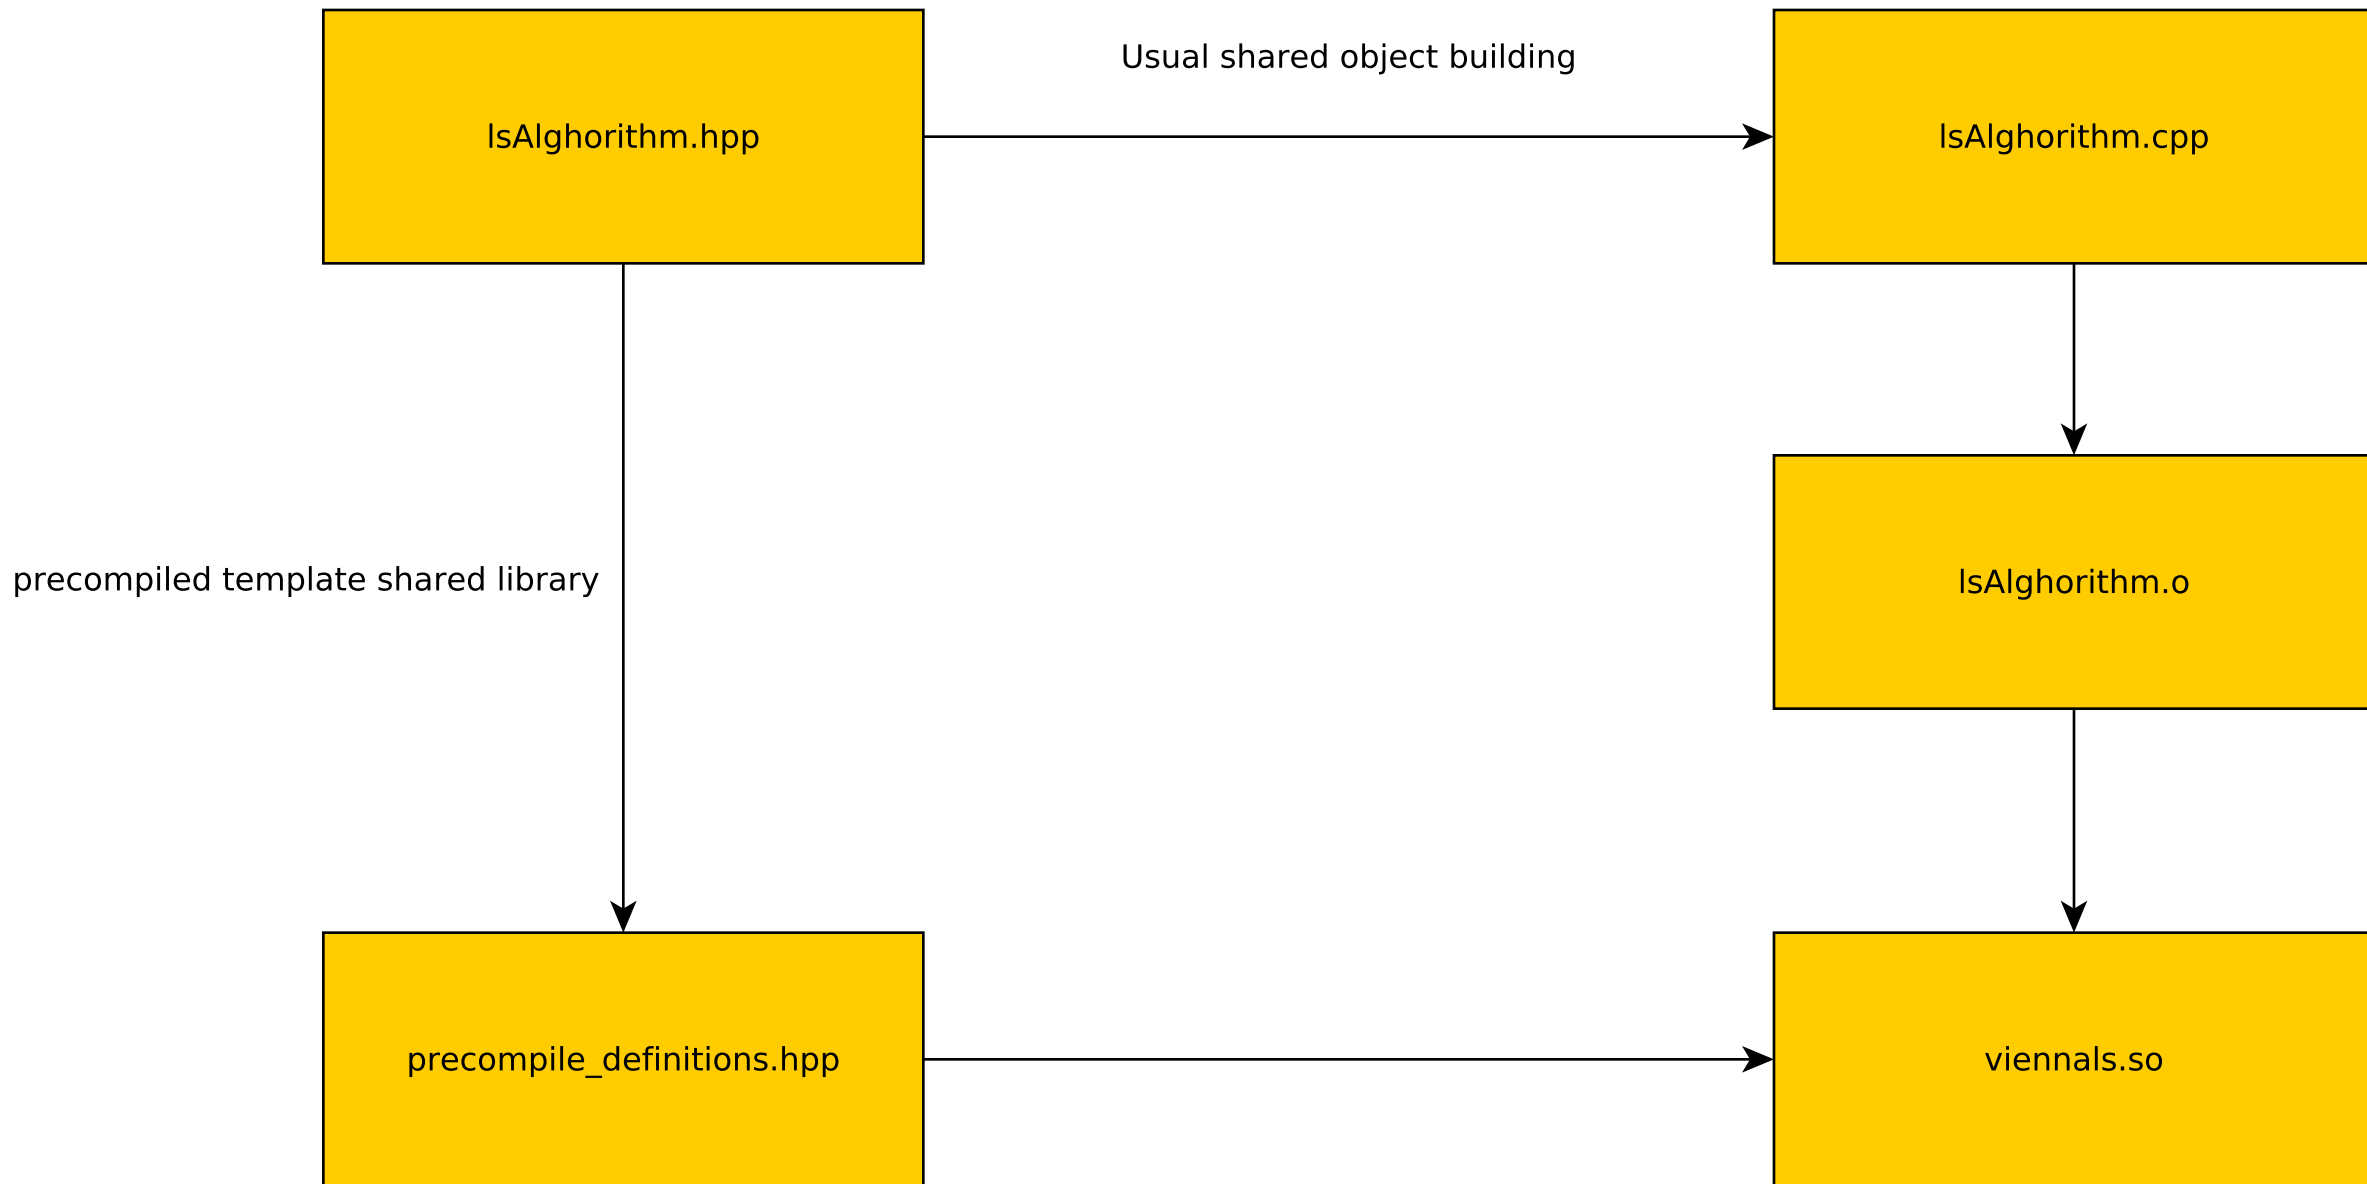 Usual shared object building
lsAlghorithm.hpp
lsAlghorithm.cpp
precompiled template shared library
lsAlghorithm.o
precompile_definitions.hpp
viennals.so